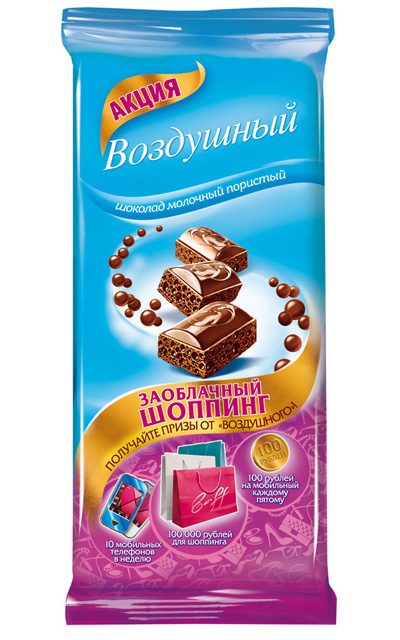 АКЦИЯ
Воздушный
шоколад молочный пористый
ЗАОБЛАЧНЫЙ
ШОППИНГ
ПОЛУЧАЙТЕ ПРИЗЫ ОТ «ВОЗДУШНОГО»
100
РУБЛЕЙ
100 рублей
на мобильный
каждому
пятому
100 000 рублей
для шоппинга
10 мобильных
телефонов
в неделю